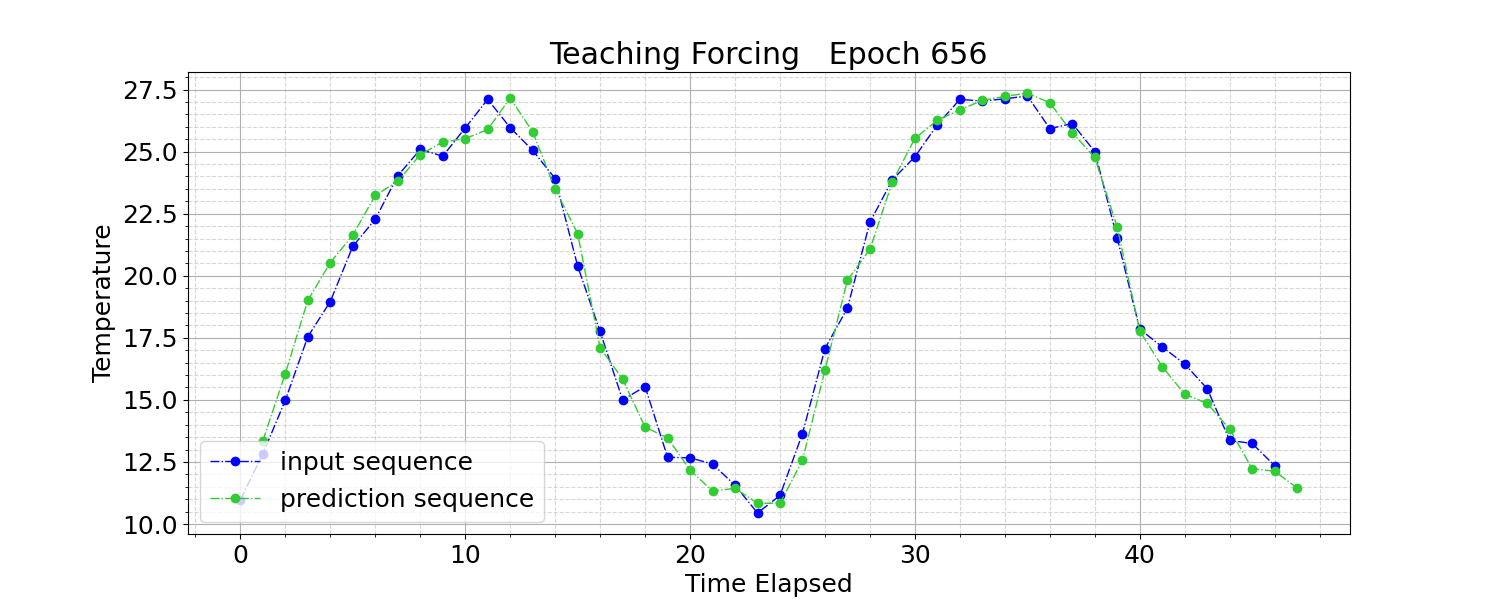 Teaching Forcing   Epoch 656
27.5
25.0
22.5
20.0
17.5
15.0
12.5
10.0
Temperature
input sequence
prediction sequence
0 10 20 30 40
Time Elapsed